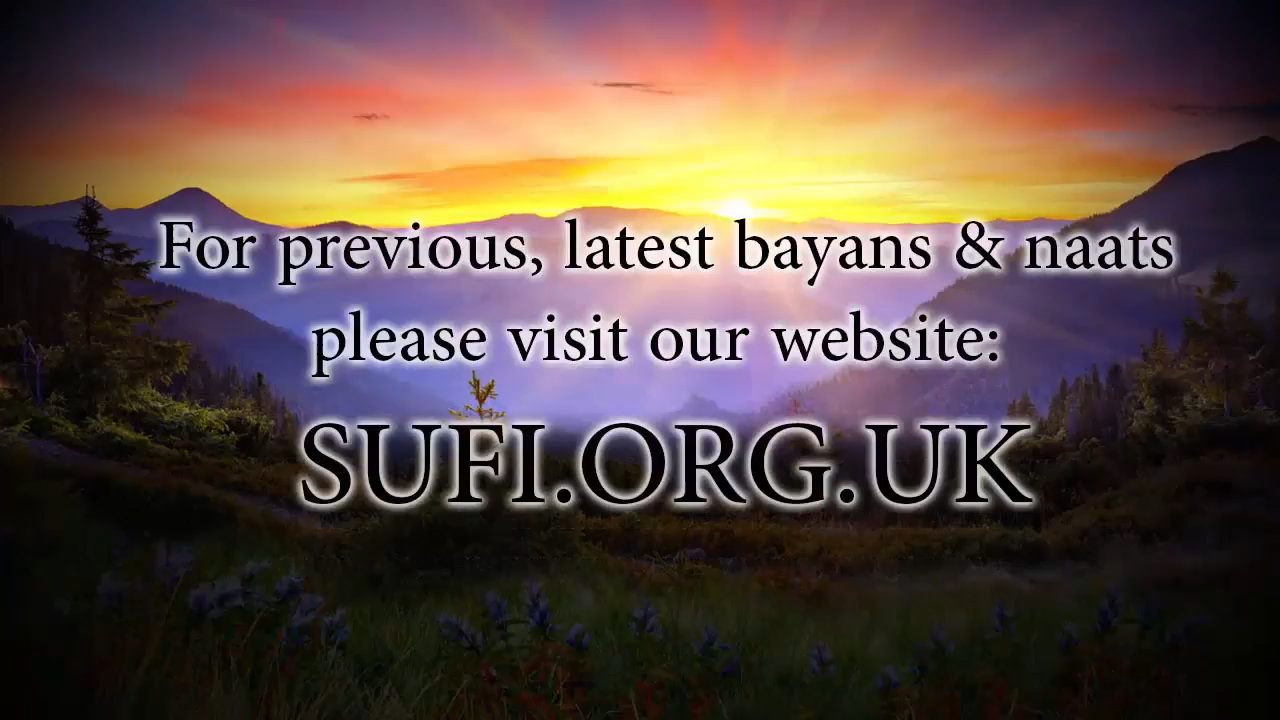 For previous, latest bayans & naats
please visit our website:
SUFI.ORG.UK